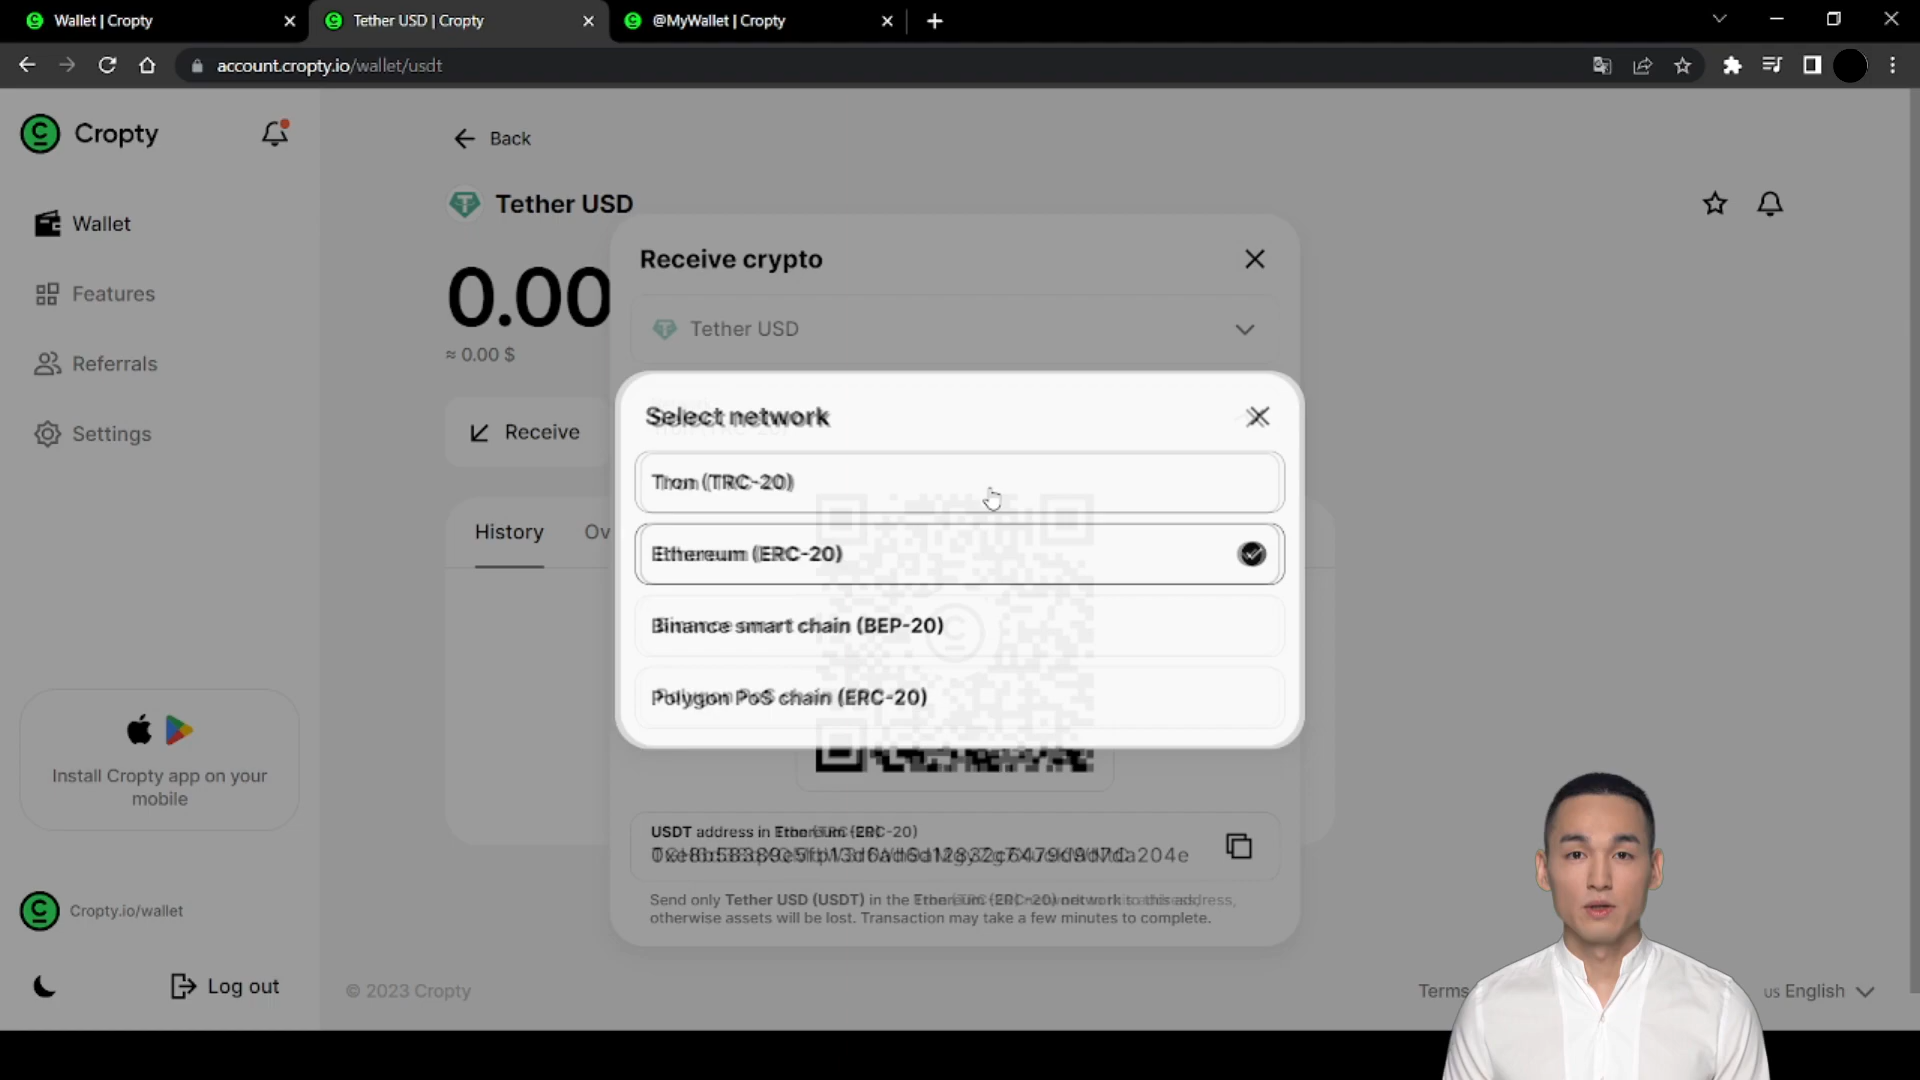 Wallet | Cropty
Tether USD | Cropty
@MyWallet | Cropty
account.cropty.io/wallet/usdt
Cropty
Wallet
Features
Referrals
Settings
Install Cropty app on your
mobile
Cropty.io/wallet
Log out
Back
Tether USD
0.00
≈ 0.00 $
Receive
History
Ov
Receive crypto
Tether USD
Select network
Tron (TRC-20)
Ethereum (ERC-20)
Binance smart chain (BEP-20)
Polygon PoS chain (ERC-20)
USDT address in
Send only Tether USD (USDT) in the network to this address,
otherwise assets will be lost. Transaction may take a few minutes to complete.
© 2023 Cropty
Terms
US English